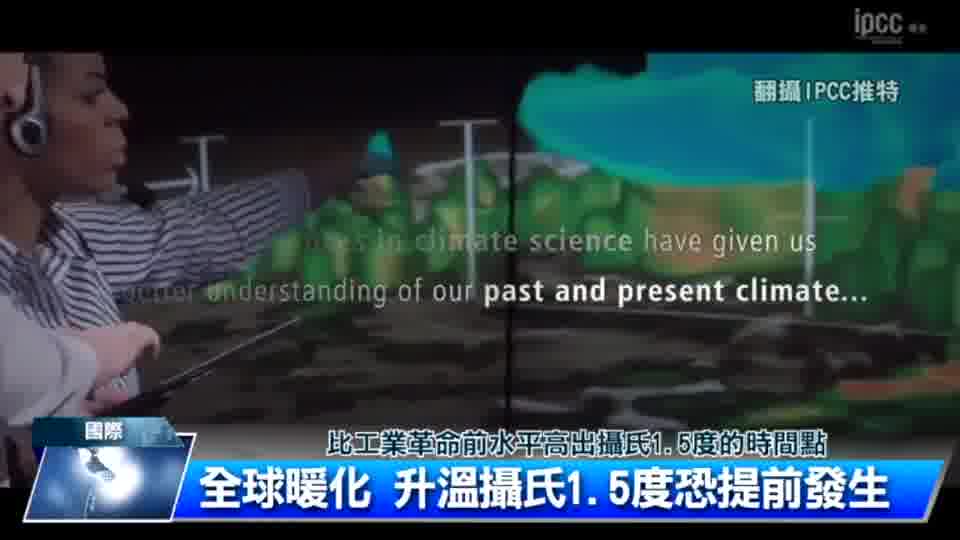 ipcc
翻攝IPCC推特
in climate science have given us
understanding of our past and present climate...
國際
比工業革命前水平高出攝氏1.5度的時間點
全球暖化 升溫攝氏1.5度恐提前發生